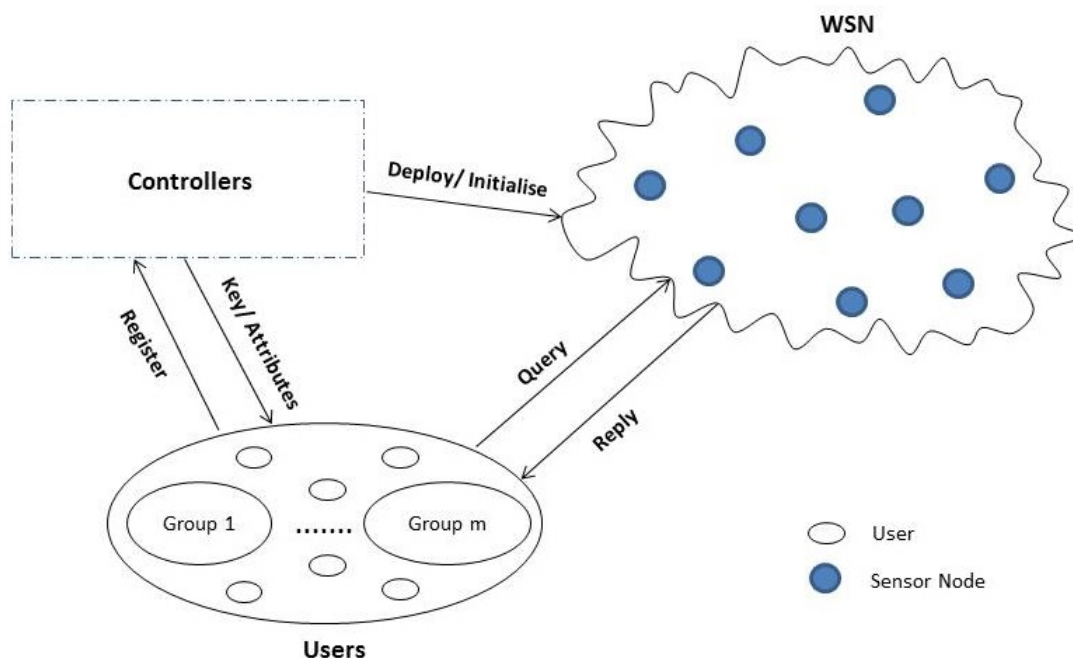 WSN
Controllers
Deploy/ Initialise
Register
Key/ Attributes
Query
Reply
Group 1
.......
Group m
Users
User
Sensor Node